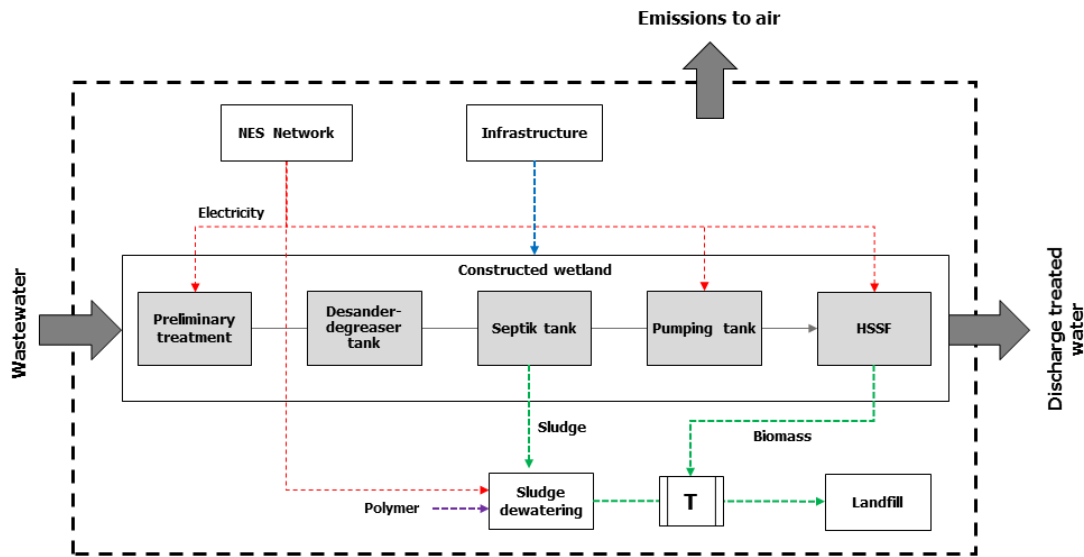 Emissions to air
NES Network
Infrastructure
Electricity
Constructed wetland
Wastewater
Preliminary
treatment
Desander-
degreaser
tank
Septik tank
Pumping tank
HSSF
Discharge treated
water
Sludge
Biomass
Polymer
Sludge
dewatering
T
Landfill